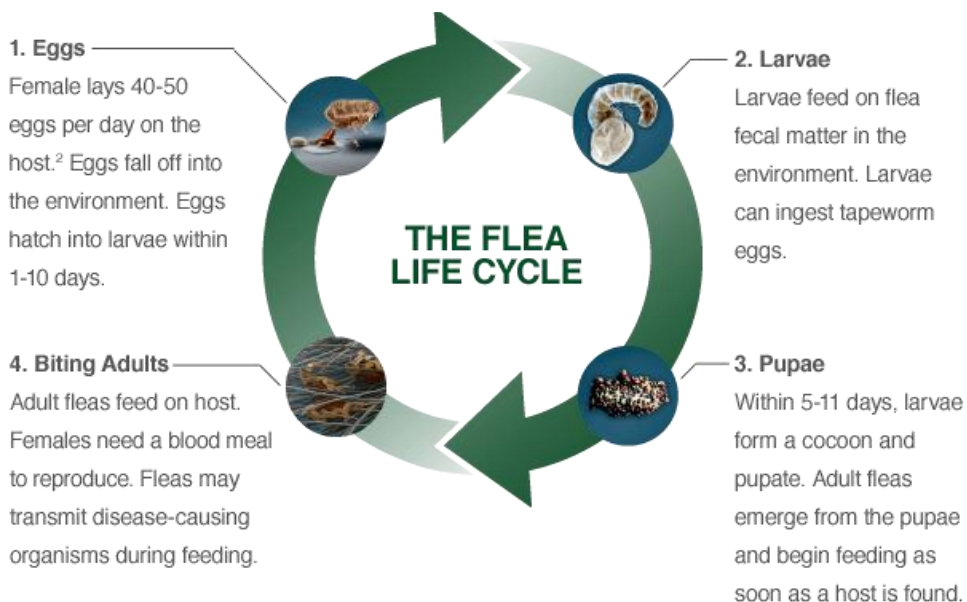 1. Eggs
Female lays 40-50
eggs per day on the
host.² Eggs fall off into
the environment. Eggs
hatch into larvae within
1-10 days.
2. Larvae
Larvae feed on flea
fecal matter in the
environment. Larvae
can ingest tapeworm
eggs.
THE FLEA
LIFE CYCLE
3. Pupae
Within 5-11 days, larvae
form a cocoon and
pupate. Adult fleas
emerge from the pupae
and begin feeding as
soon as a host is found.
4. Biting Adults
Adult fleas feed on host.
Females need a blood meal
to reproduce. Fleas may
transmit disease-causing
organisms during feeding.